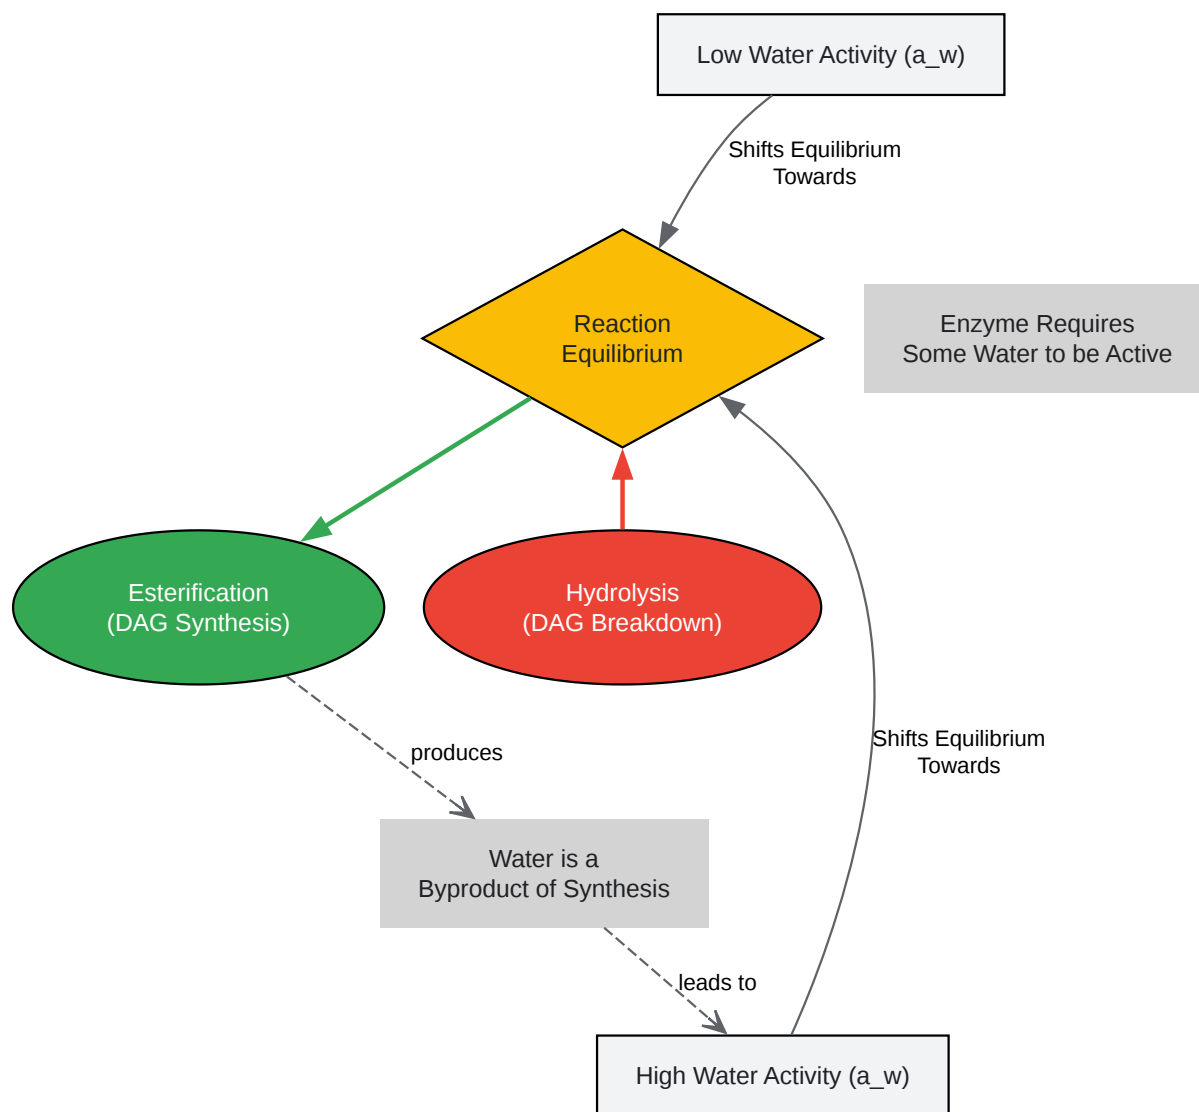 Low Water Activity (a_w)
Shifts Equilibrium
Towards
Reaction
Equilibrium
Enzyme Requires
Some Water to be Active
Esterification
(DAG Synthesis)
Hydrolysis
(DAG Breakdown)
produces
Shifts Equilibrium
Towards
Water is a
Byproduct of Synthesis
leads to
High Water Activity (a_w)